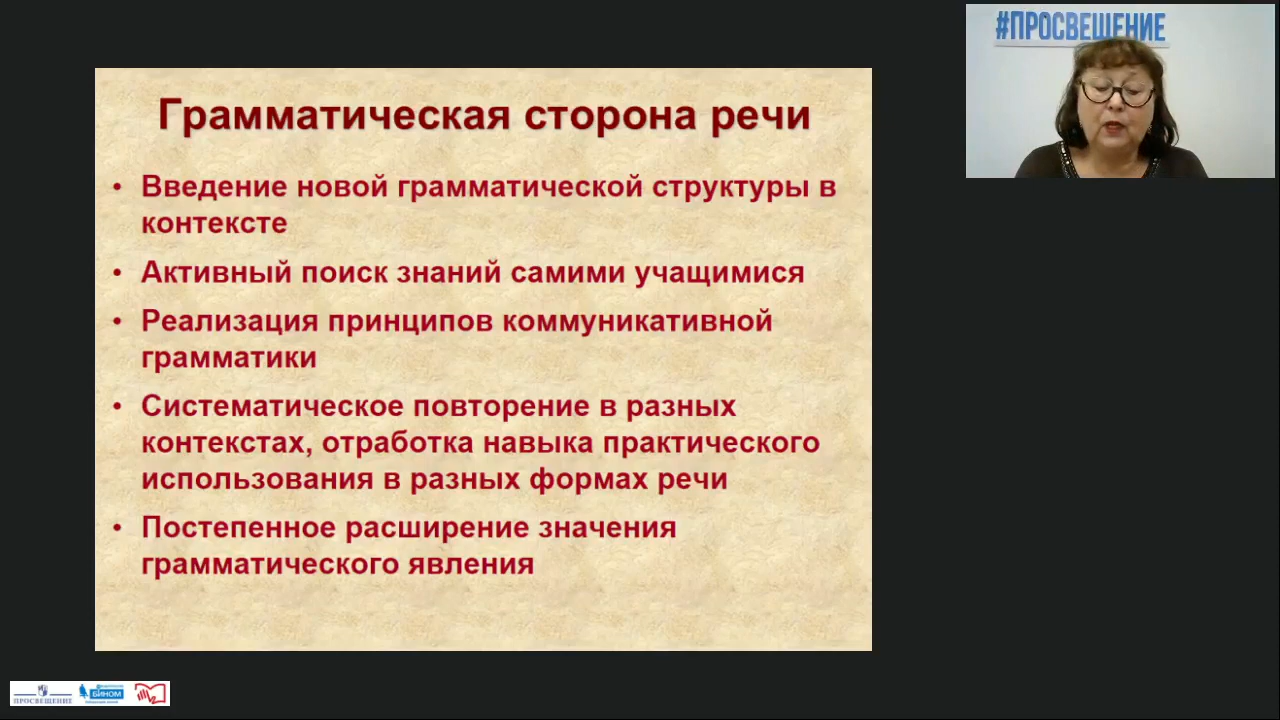 #ПРОСВЕЩЕНИЕ
Грамматическая сторона речи
• Введение новой грамматической структуры в
контексте
• Активный поиск знаний самими учащимися
• Реализация принципов коммуникативной
грамматики
• Систематическое повторение в разных
контекстах, отработка навыка практического
использования в разных формах речи
• Постепенное расширение значения
грамматического явления
ПРОСВЕЩЕНИЕ
БИНОМ